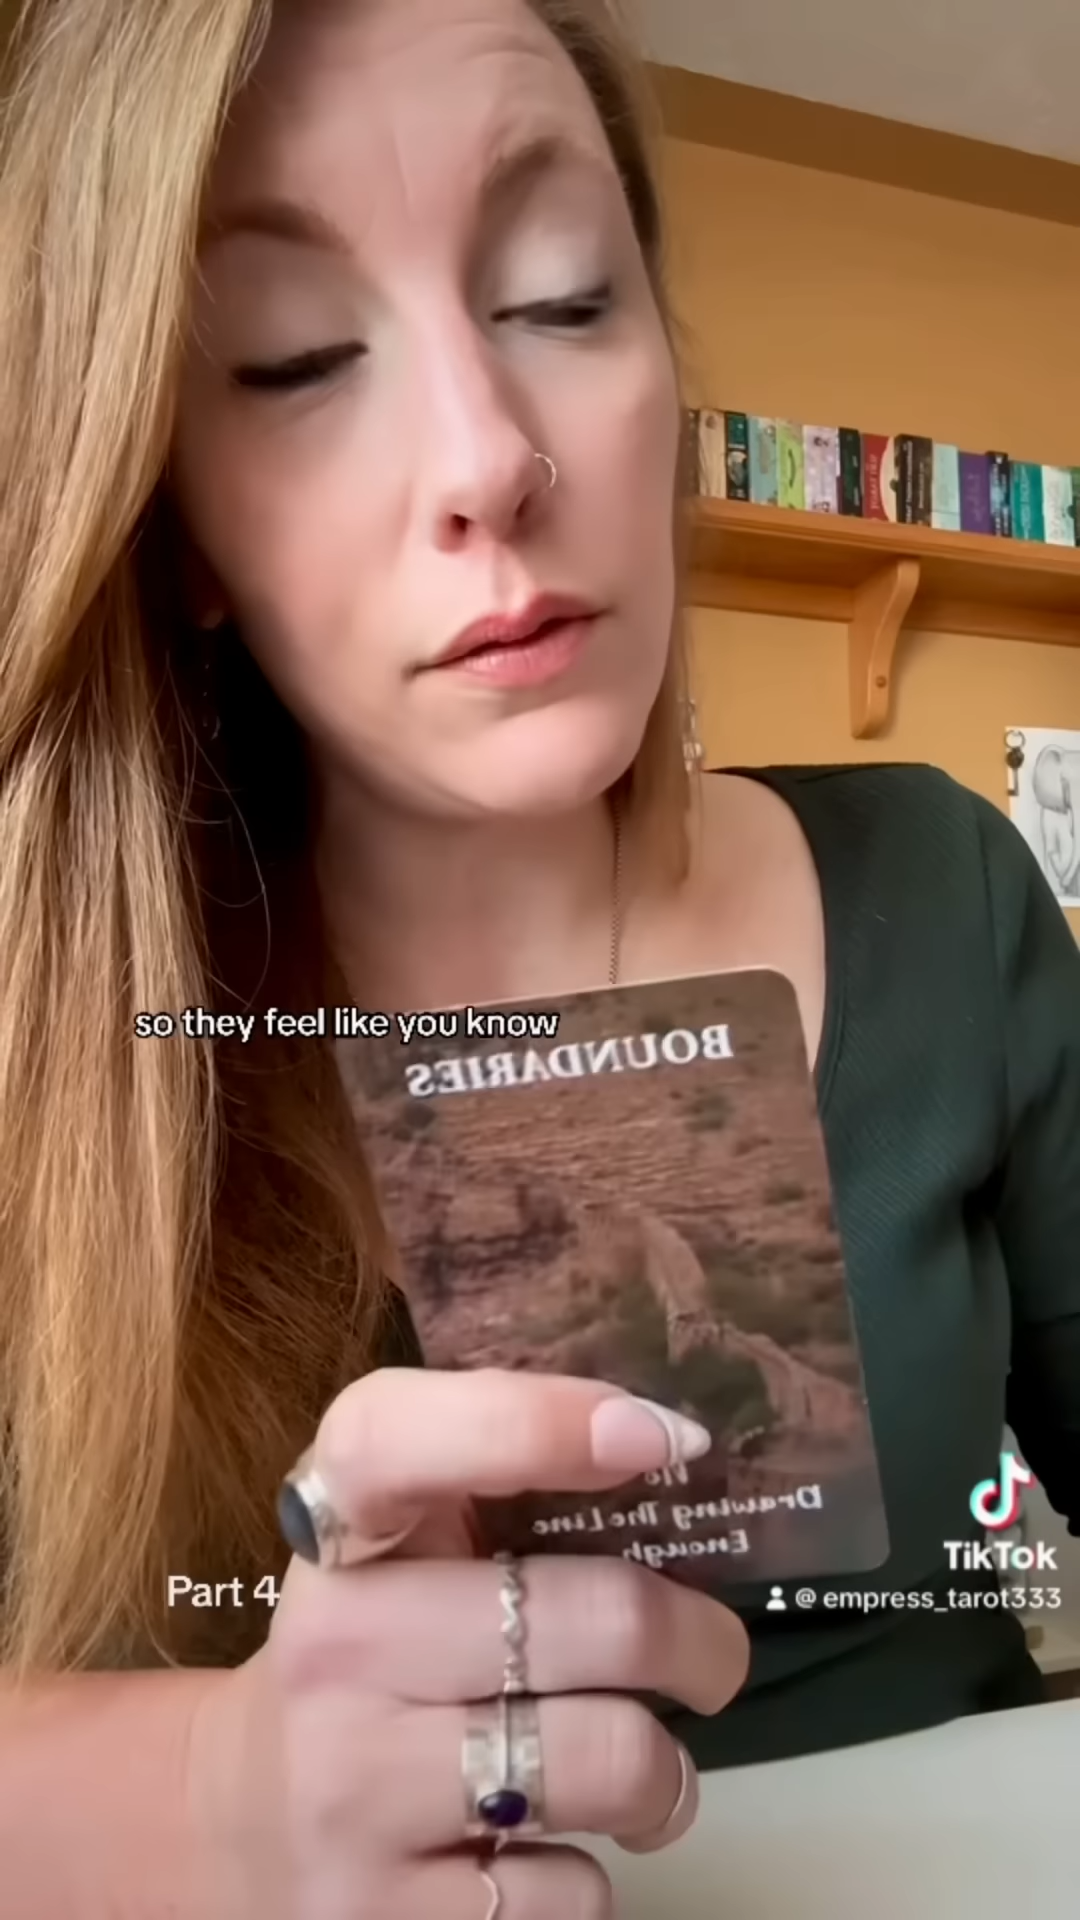 so they feel like you know
BOUNDARIES
Drawing The Line
Enough
Part 4
TikTok
@ empress_tarot333